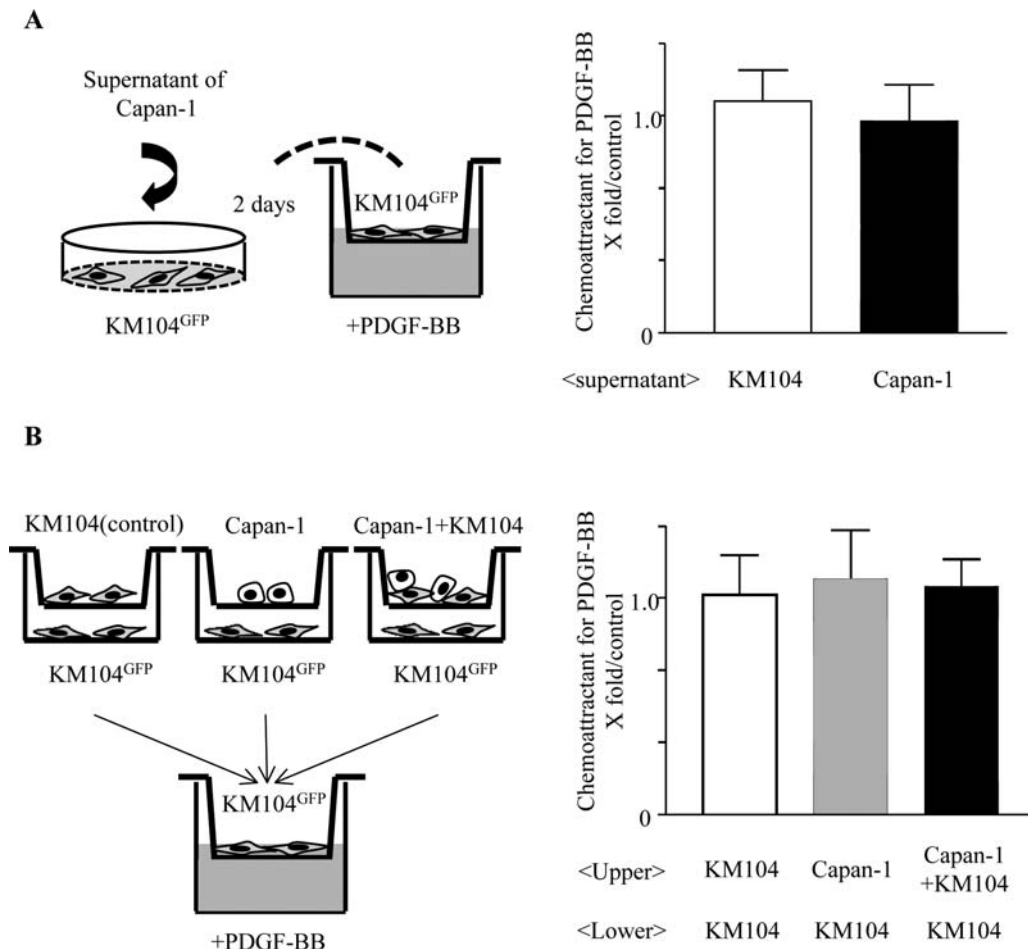 A
Supernatant of
Capan-1
2 days
KM104GFP
KM104GFP
+PDGF-BB
Chemoattractant for PDGF-BB
X fold/control
1.0
0
<supernatant> KM104 Capan-1
B
KM104(control) Capan-1 Capan-1+KM104
KM104GFP KM104GFP KM104GFP
KM104GFP
+PDGF-BB
Chemoattractant for PDGF-BB
X fold/control
1.0
0
<Upper> KM104 Capan-1 Capan-1
+KM104
<Lower> KM104 KM104 KM104